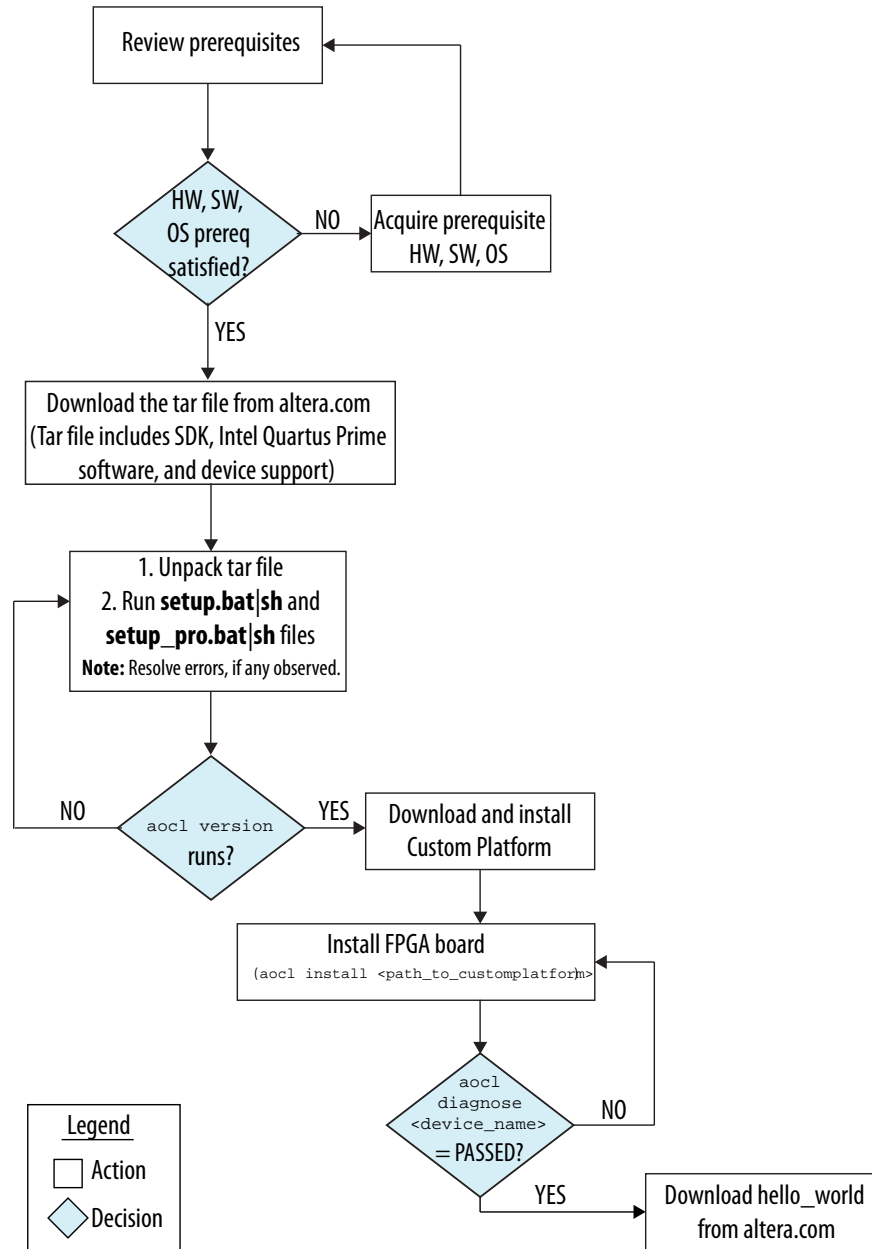 Review prerequisites
HW, SW,
OS prereq
satisfied?
NO
Acquire prerequisite
HW, SW, OS
YES
Download the tar file from altera.com
(Tar file includes SDK, Intel Quartus Prime
software, and device support)
1. Unpack tar file
2. Run setup.bat|sh and
setup_pro.bat|sh files
Note: Resolve errors, if any observed.
NO
aocl version
runs?
YES
Download and install
Custom Platform
Install FPGA board
(aocl install <path_to_customplatform>)
aocl
diagnose
<device_name>
= PASSED?
NO
YES
Download hello_world
from altera.com
Legend
Action
Decision